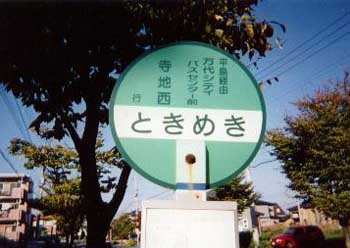 平島経由
万代シティ
バスセンター前
寺地西
行
ときめき